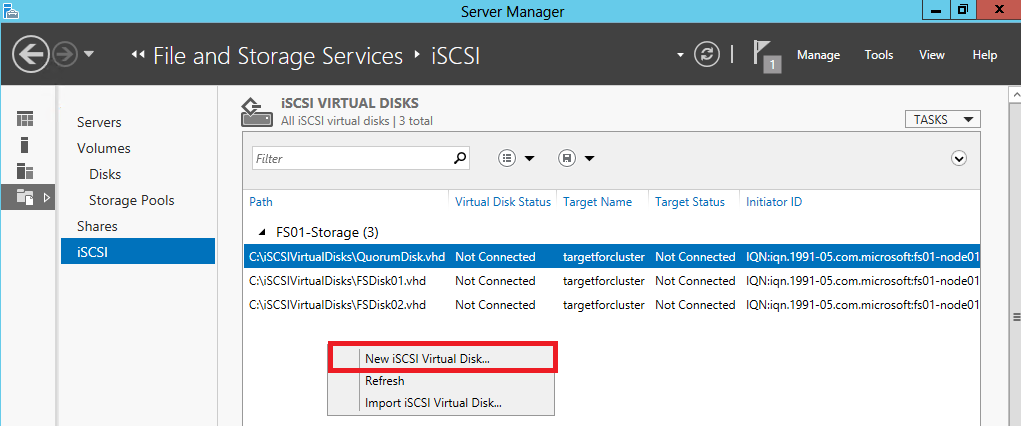 Server Manager
File and Storage Services iSCSI
1
Manage Tools View Help
Servers
Volumes
Disks
Storage Pools
Shares
iSCSI
iSCSI VIRTUAL DISKS
All iSCSI virtual disks | 3 total
TASKS
Filter
Path Virtual Disk Status Target Name Target Status Initiator ID
FS01-Storage (3)
C:\iSCSIVirtualDisks\QuorumDisk.vhd Not Connected targetforcluster Not Connected IQN:iqn.1991-05.com.microsoft:fs01-node01
C:\iSCSIVirtualDisks\FSDisk01.vhd Not Connected targetforcluster Not Connected IQN:iqn.1991-05.com.microsoft:fs01-node01
C:\iSCSIVirtualDisks\FSDisk02.vhd Not Connected targetforcluster Not Connected IQN:iqn.1991-05.com.microsoft:fs01-node01
New iSCSI Virtual Disk...
Refresh
Import iSCSI Virtual Disk...